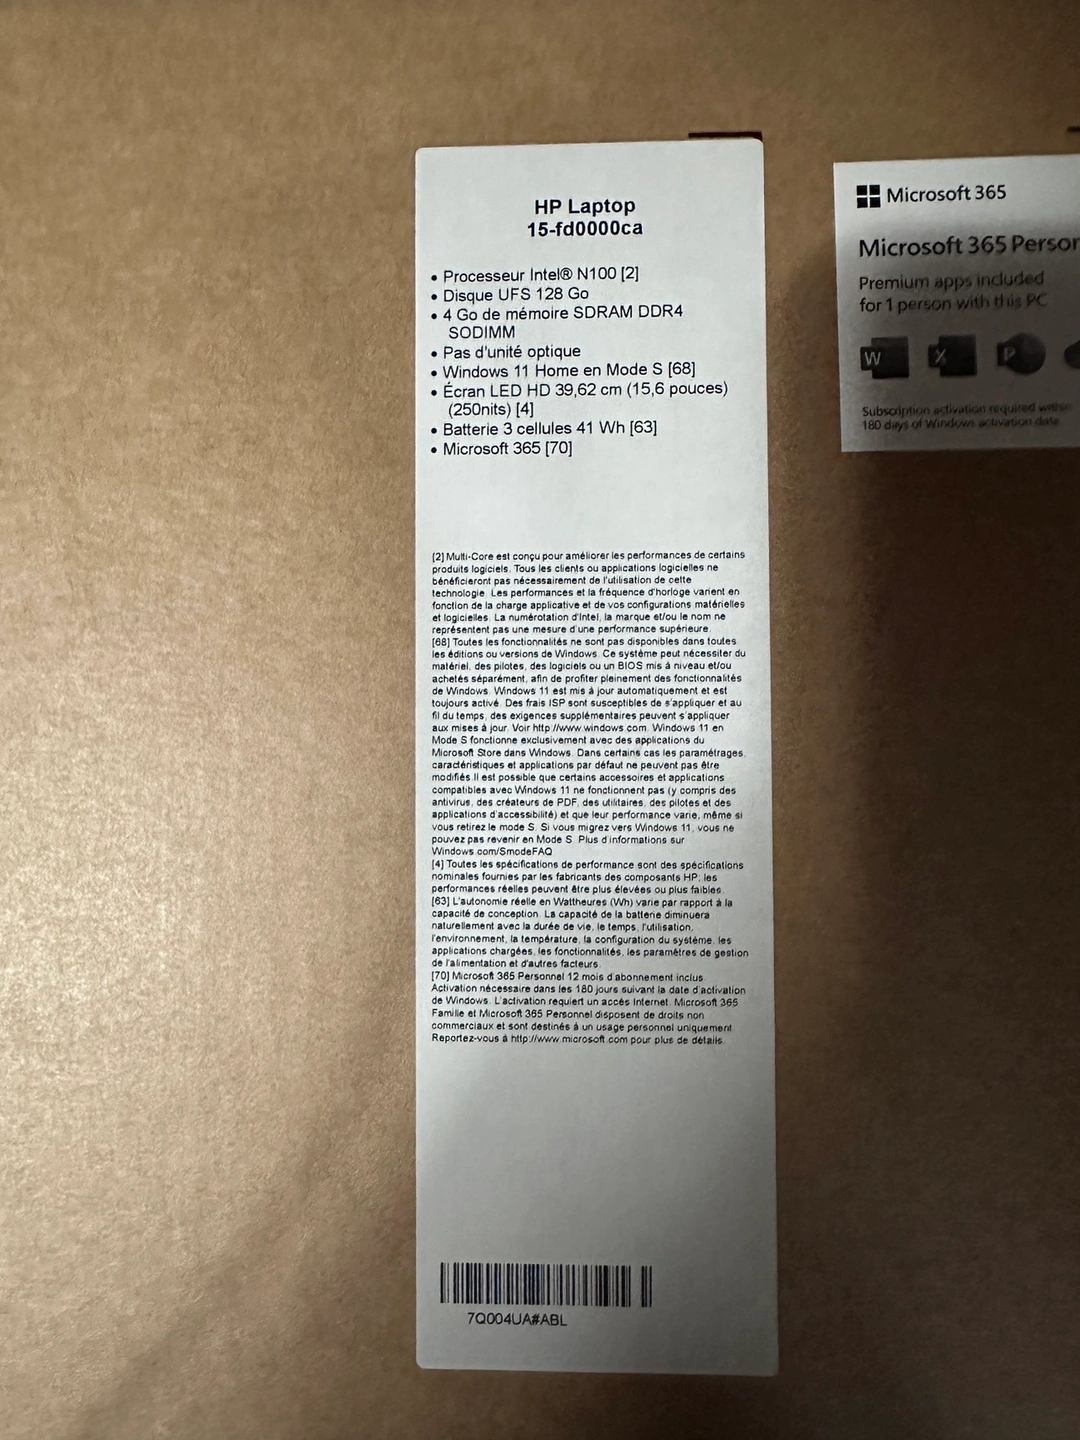 HP Laptop
15-fd0000ca
• Processeur Intel® N100 [2]
• Disque UFS 128 Go
• 4 Go de mémoire SDRAM DDR4
SODIMM
• Pas d'unité optique
• Windows 11 Home en Mode S [68]
• Écran LED HD 39,62 cm (15,6 pouces)
(250nits) [4]
• Batterie 3 cellules 41 Wh [63]
• Microsoft 365 [70]
[2] Multi-Core est conçu pour améliorer les performances de certains
produits logiciels. Tous les clients ou applications logicielles ne
bénéficieront pas nécessairement de l'utilisation de cette
technologie. Les performances et la fréquence d'horloge varient en
fonction de la charge applicative et de vos configurations matérielles
et logicielles. La numérotation d'Intel, la marque et/ou le nom ne
représentent pas une mesure d'une performance supérieure.
[68] Toutes les fonctionnalités ne sont pas disponibles dans toutes
les éditions ou versions de Windows. Ce système peut nécessiter du
matériel, des pilotes, des logiciels ou un BIOS mis à niveau et/ou
achetés séparément, afin de profiter pleinement des fonctionnalités
de Windows. Windows 11 est mis à jour automatiquement et est
toujours activé. Des frais ISP sont susceptibles de s'appliquer et au
fil du temps, des exigences supplémentaires peuvent s'appliquer
aux mises à jour. Voir http://www.windows.com. Windows 11 en
Mode S fonctionne exclusivement avec des applications du
Microsoft Store dans Windows. Dans certains cas les paramétrages,
caractéristiques et applications par défaut ne peuvent pas être
modifiés.Il est possible que certains accessoires et applications
compatibles avec Windows 11 ne fonctionnent pas (y compris des
antivirus, des créateurs de PDF, des utilitaires, des pilotes et des
applications d'accessibilité) et que leur performance varie, même si
vous retirez le mode S. Si vous migrez vers Windows 11, vous ne
pouvez pas revenir en Mode S. Plus d'informations sur
Windows.com/SmodeFAQ
[4] Toutes les spécifications de performance sont des spécifications
nominales fournies par les fabricants des composants HP; les
performances réelles peuvent être plus élevées ou plus faibles.
[63] L'autonomie réelle en Wattheures (Wh) varie par rapport à la
capacité de conception. La capacité de la batterie diminuera
naturellement avec la durée de vie, le temps, l'utilisation,
l'environnement, la température, la configuration du système, les
applications chargées, les fonctionnalités, les paramètres de gestion
de l'alimentation et d'autres facteurs.
[70] Microsoft 365 Personnel 12 mois d'abonnement inclus.
Activation nécessaire dans les 180 jours suivant la date d'activation
de Windows. L'activation requiert un accès Internet. Microsoft 365
Famille et Microsoft 365 Personnel disposent de droits non
commerciaux et sont destinés à un usage personnel uniquement.
Reportez-vous à http://www.microsoft.com pour plus de détails.
7Q004UA#ABL
Microsoft 365
Microsoft 365 Person
Premium apps included
for 1 person with this PC
W X P
Subscription activation required within
180 days of Windows activation date